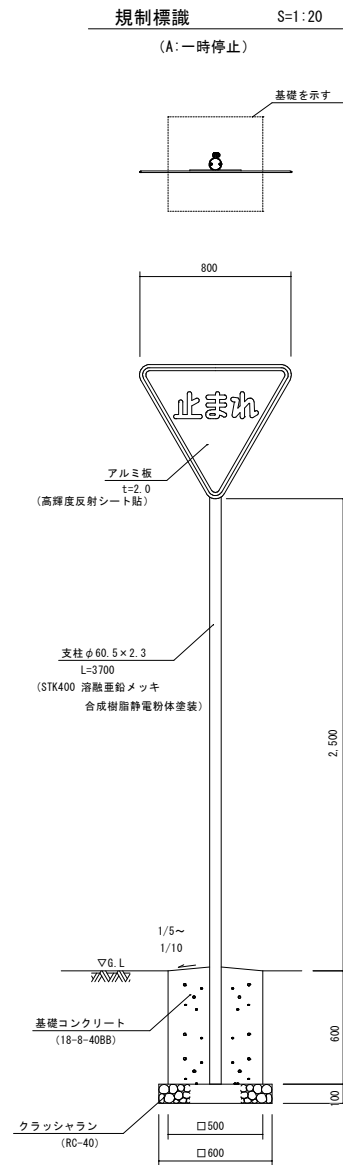 規制標識 S=1:20
(A:一時停止)
基礎を示す
800
止まれ
アルミ板
t=2.0
(高輝度反射シート貼)
支柱φ60.5×2.3
L=3700
(STK400 溶融亜鉛メッキ
合成樹脂静電粉体塗装)
2,500
1/5~
1/10
▽G.L
基礎コンクリート
(18-8-40BB)
600
100
クラッシャラン
(RC-40)
□500
□600